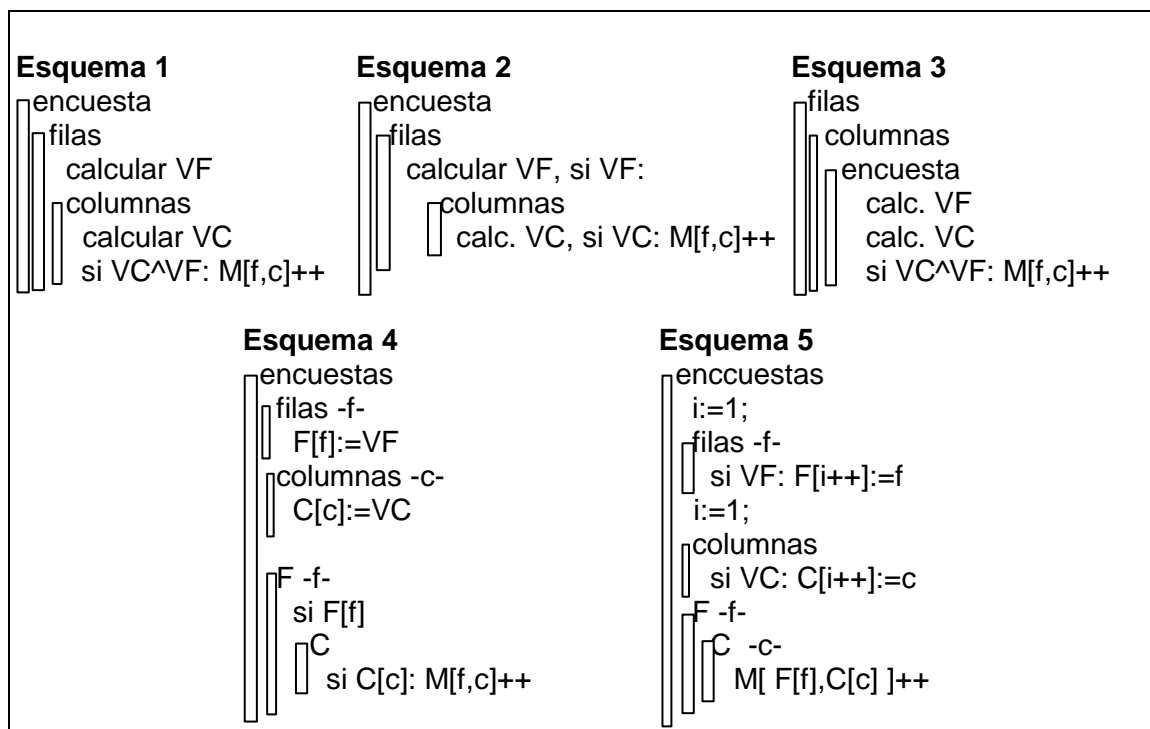 Esquema 1
encuesta
filas
calcular VF
columnas
calcular VC
si VC^VF: M[f,c]++
Esquema 2
encuesta
filas
calcular VF, si VF:
columnas
calc. VC, si VC: M[f,c]++
Esquema 3
filas
columnas
encuesta
calc. VF
calc. VC
si VC^VF: M[f,c]++
Esquema 4
encuestas
filas -f-
F[f]:=VF
columnas -c-
C[c]:=VC
F -f-
si F[f]
C
si C[c]: M[f,c]++
Esquema 5
enccuestas
i:=1;
filas -f-
si VF: F[i++]:=f
i:=1;
columnas
si VC: C[i++]:=c
F -f-
C -c-
M[ F[f],C[c] ]++